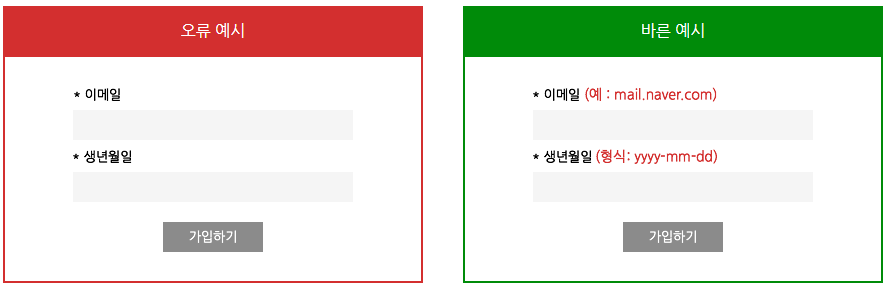 오류 예시
* 이메일
* 생년월일
가입하기
바른 예시
* 이메일 (예 : mail.naver.com)
* 생년월일 (형식: yyyy-mm-dd)
가입하기